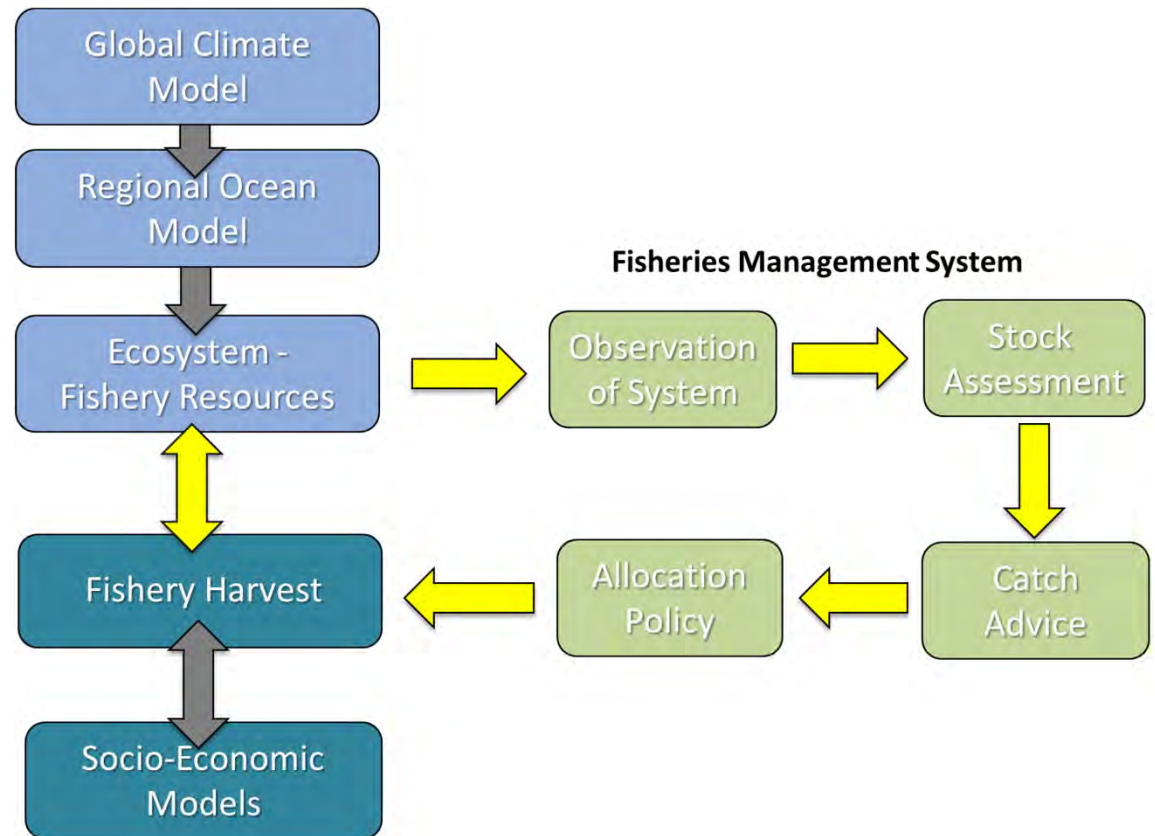 Global Climate
Model
Regional Ocean
Model
Fisheries Management System
Ecosystem -
Fishery Resources
Observation
of System
Stock
Assessment
Fishery Harvest
Allocation
Policy
Catch
Advice
Socio-Economic
Models